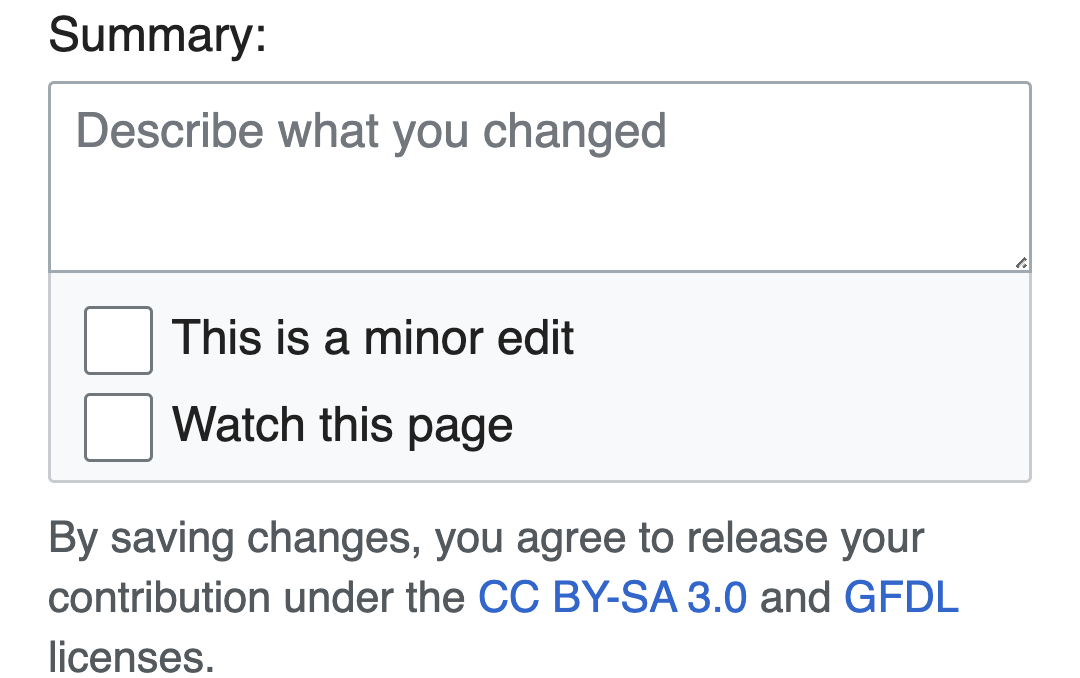 Summary:
Describe what you changed
This is a minor edit
Watch this page
By saving changes, you agree to release your
contribution under the CC BY-SA 3.0 and GFDL
licenses.